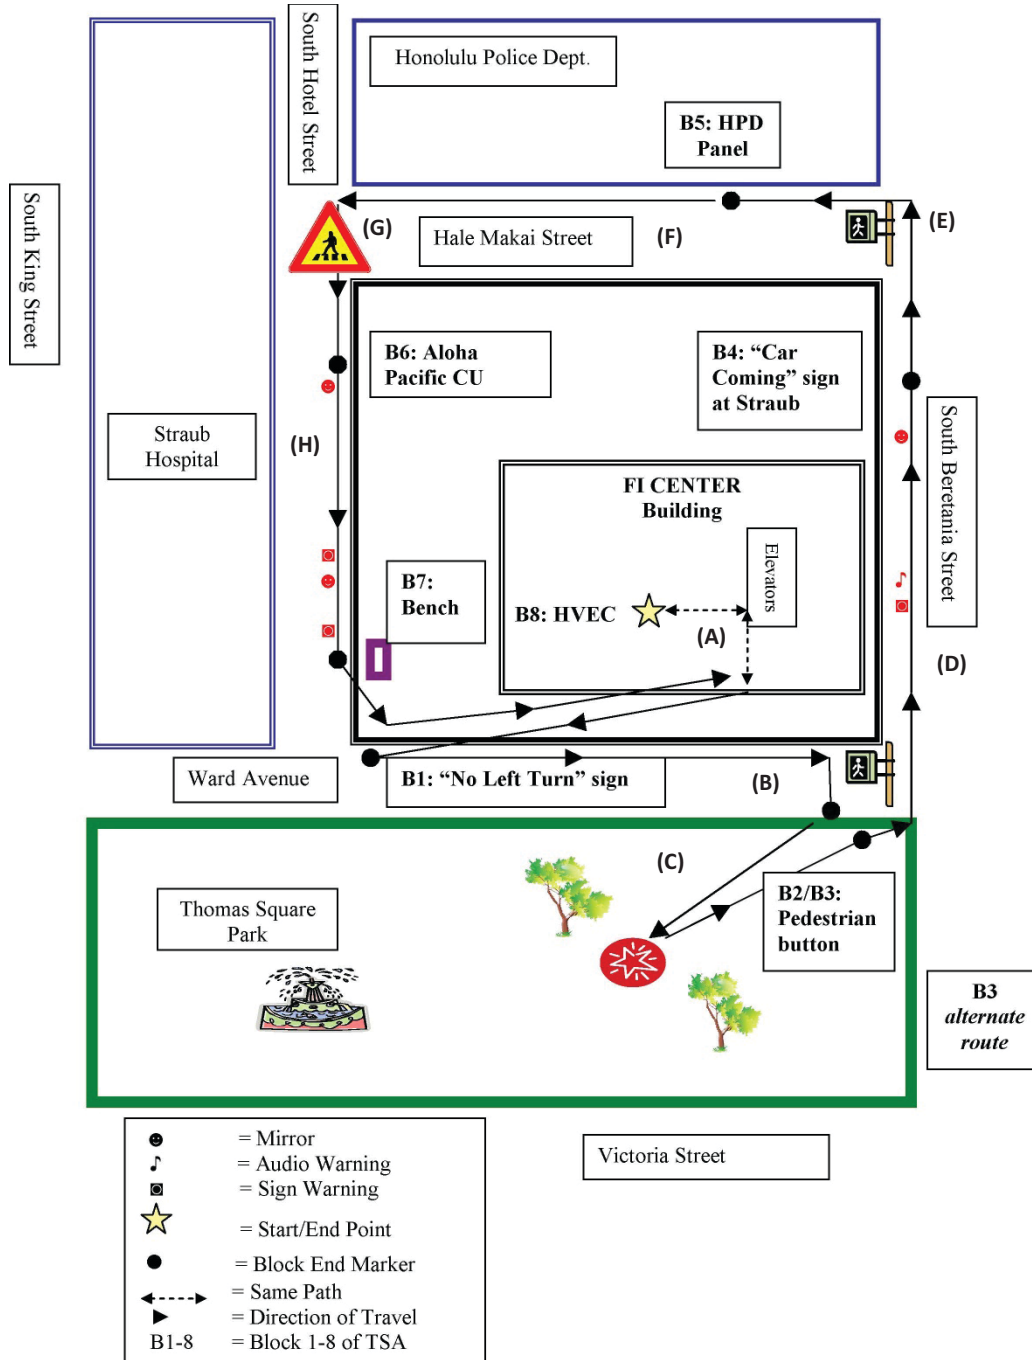 South Hotel Street
Honolulu Police Dept.
B5: HPD
Panel
South King Street
(G)
Hale Makai Street
(F)
(E)
B6: Aloha
Pacific CU
B4: “Car
Coming” sign
at Straub
South Beretania Street
Straub
Hospital
(H)
FI CENTER
Building
Elevators
B7:
Bench
B8: HVEC
(A)
(D)
Ward Avenue
B1: “No Left Turn” sign
(B)
(C)
Thomas Square
Park
B2/B3:
Pedestrian
button
B3
alternate
route
= Mirror
= Audio Warning
= Sign Warning
= Start/End Point
= Block End Marker
= Same Path
= Direction of Travel
B1-8 = Block 1-8 of TSA
Victoria Street